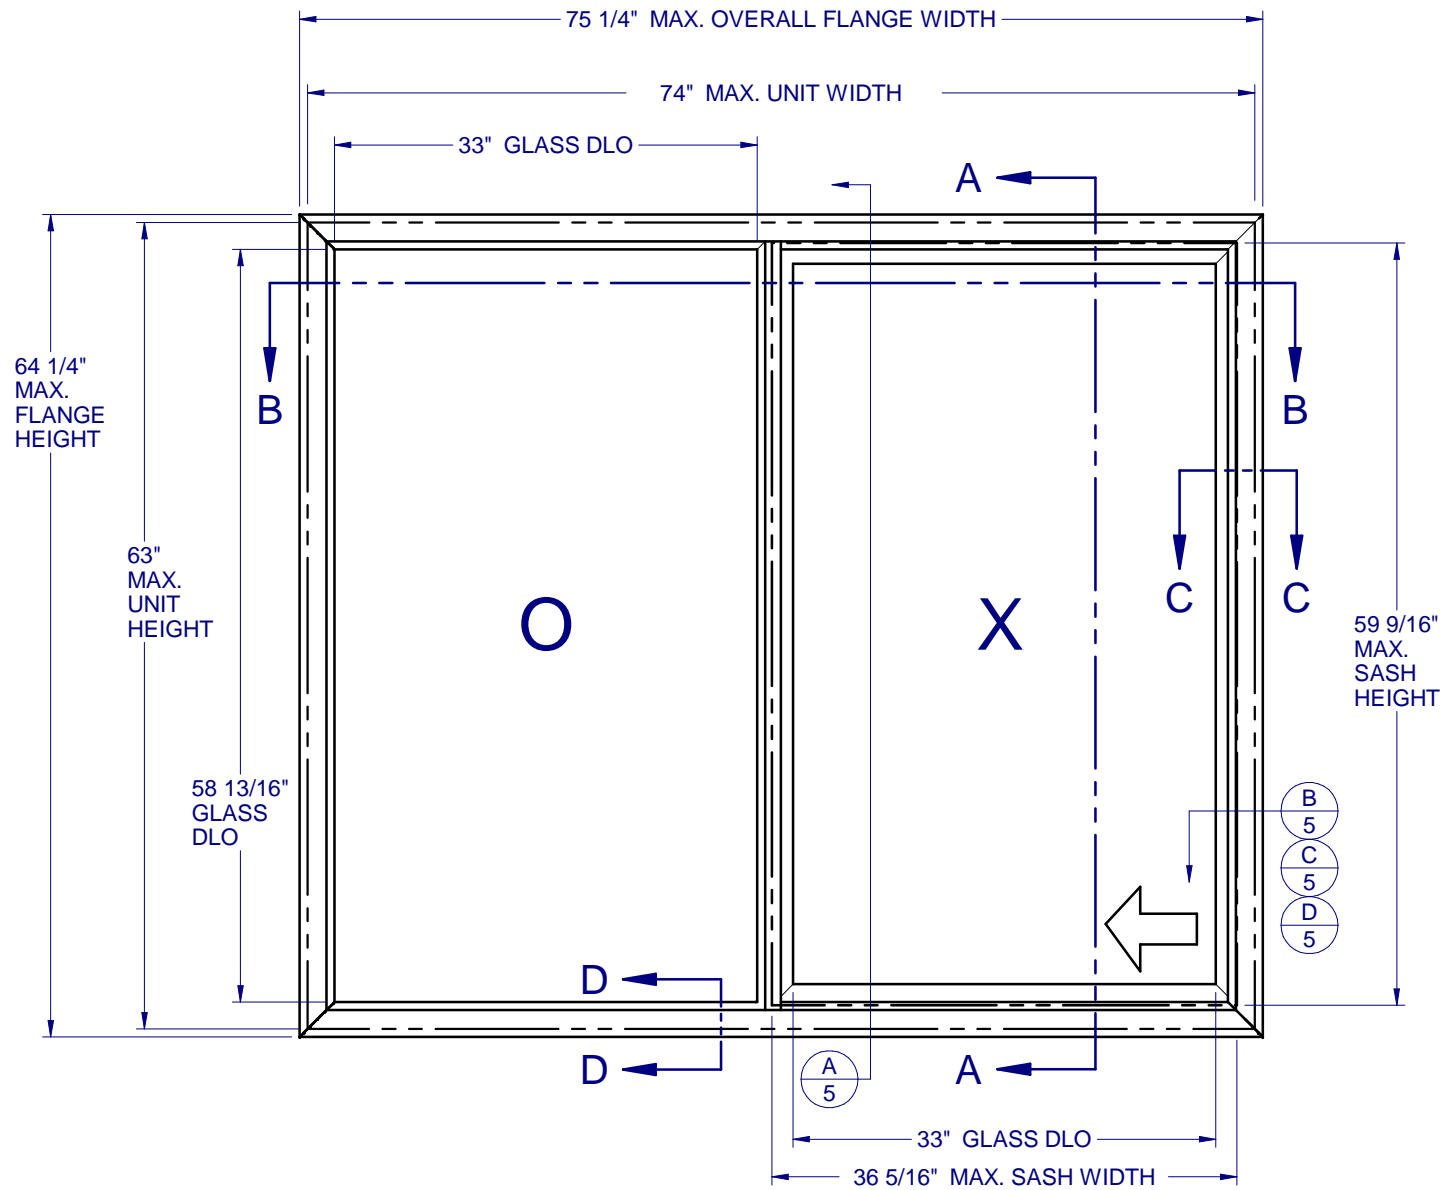 75 1/4" MAX. OVERALL FLANGE WIDTH
74" MAX. UNIT WIDTH
33" GLASS DLO
A
64 1/4"
MAX.
FLANGE
HEIGHT
B
B
63"
MAX.
UNIT
HEIGHT
O
X
C
C
59 9/16"
MAX.
SASH
HEIGHT
58 13/16"
GLASS
DLO
B
5
C
5
D
5
D
D
A
5
A
33" GLASS DLO
36 5/16" MAX. SASH WIDTH